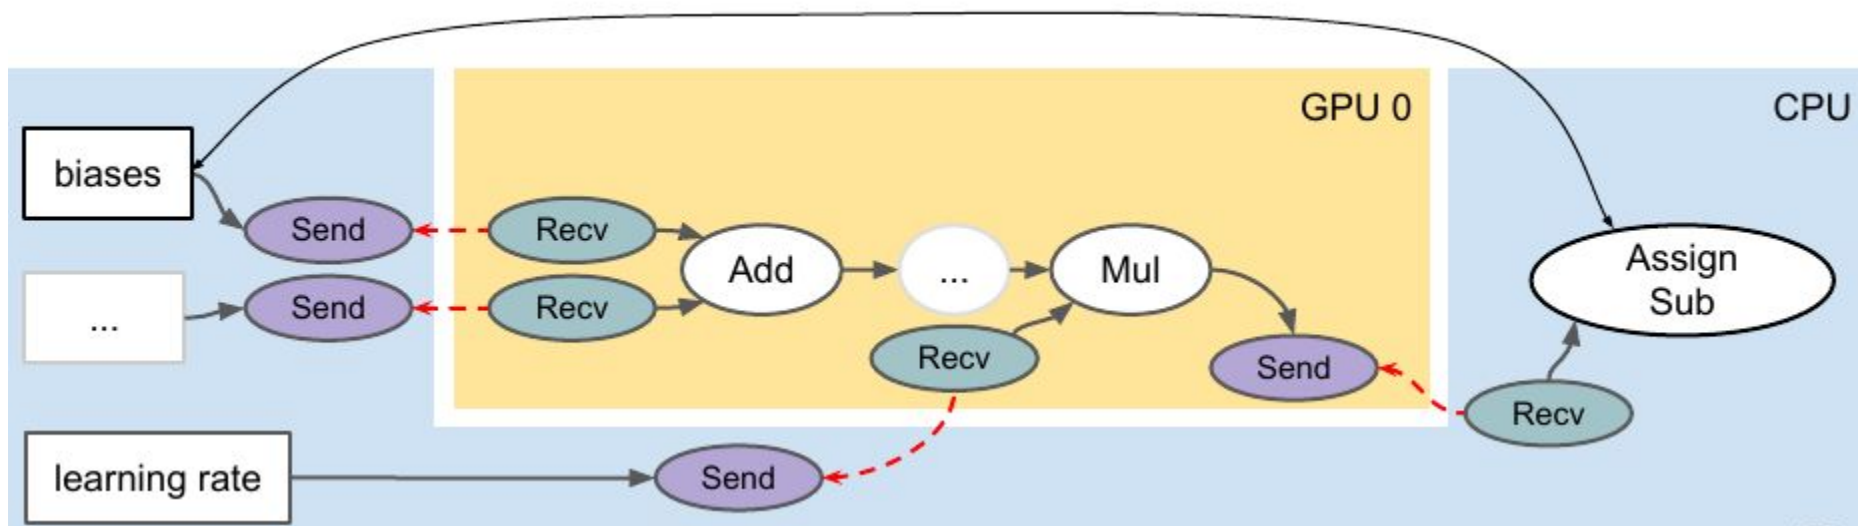 GPU 0
CPU
biases
Send
Recv
Add
...
Mul
Assign
Sub
...
Send
Recv
Recv
Send
Recv
learning rate
Send